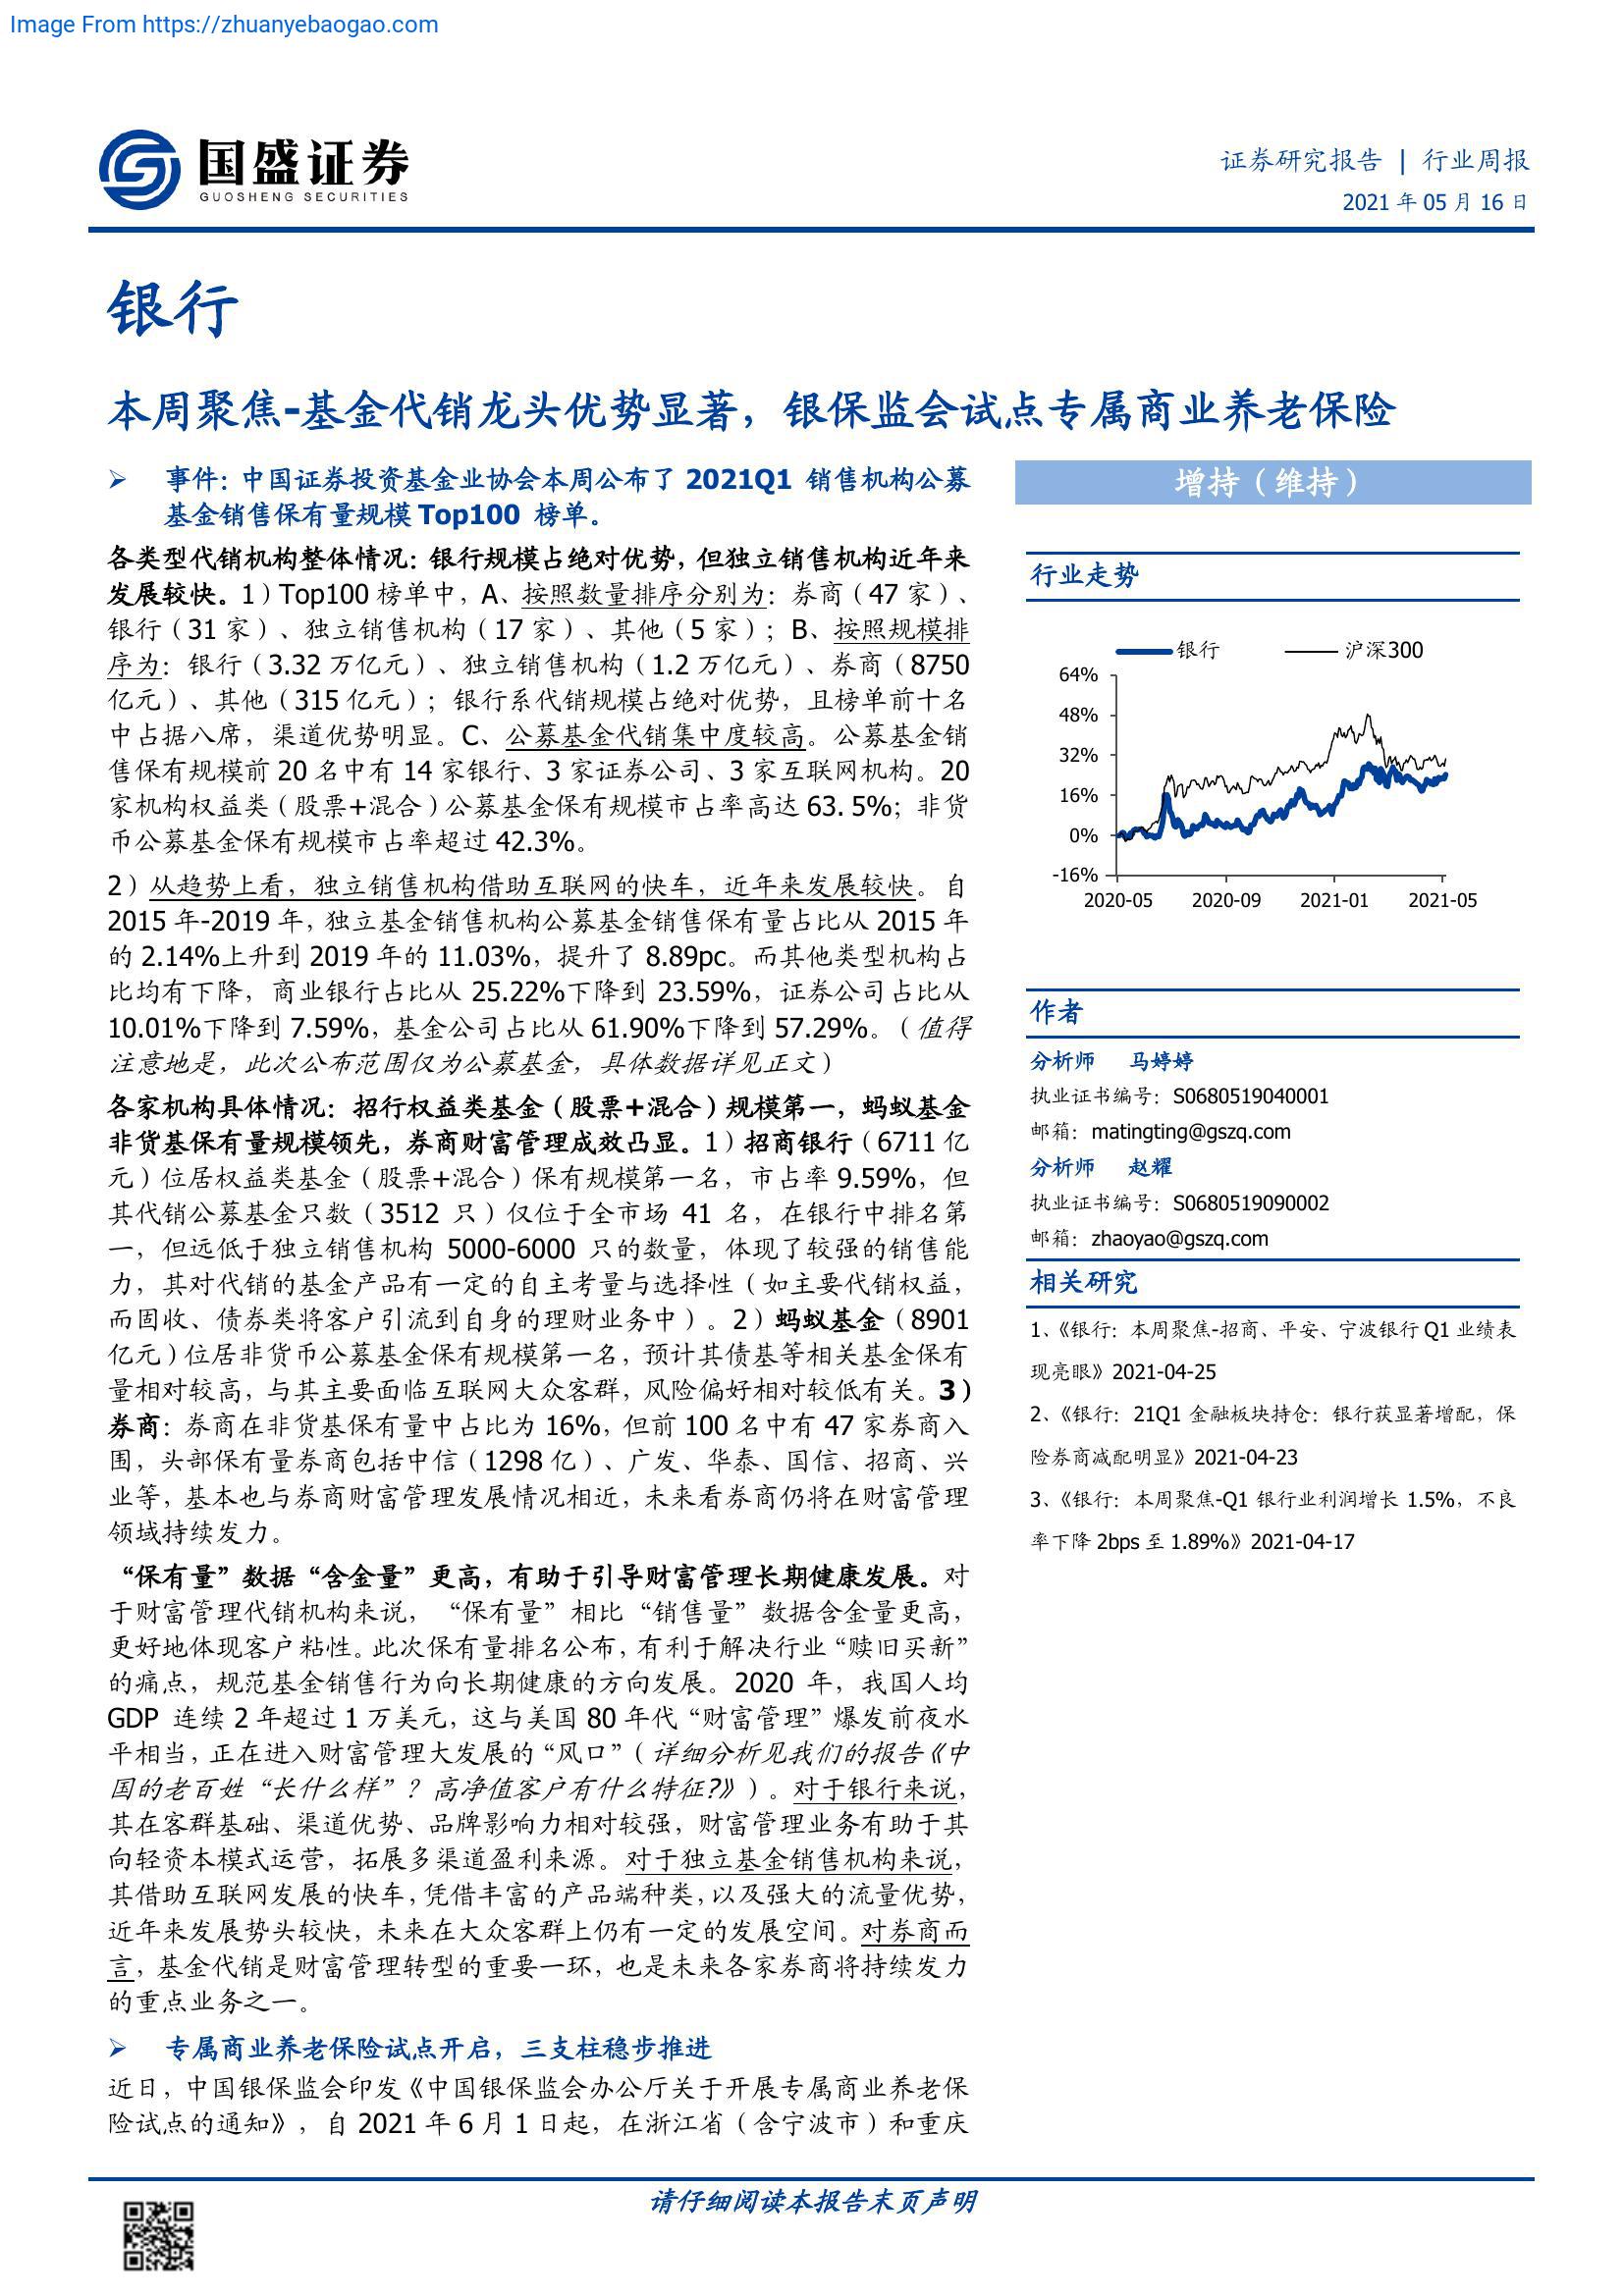 Image From https://zhuanyebaogao.com
国盛证券
GUOSHENG SECURITIES
证券研究报告 | 行业周报
2021 年 05 月 16 日
银行
本周聚焦-基金代销龙头优势显著，银保监会试点专属商业养老保险
事件：中国证券投资基金业协会本周公布了 2021Q1 销售机构公募
基金销售保有量规模 Top100 榜单。
各类型代销机构整体情况：银行规模占绝对优势，但独立销售机构近年来
发展较快。1）Top100 榜单中，A、按照数量排序分别为：券商（47 家）、
银行（31 家）、独立销售机构（17 家）、其他（5 家）；B、按照规模排
序为：银行（3.32 万亿元）、独立销售机构（1.2 万亿元）、券商（8750
亿元）、其他（315 亿元）；银行系代销规模占绝对优势，且榜单前十名
中占据八席，渠道优势明显。C、公募基金代销集中度较高。公募基金销
售保有规模前 20 名中有 14 家银行、3 家证券公司、3 家互联网机构。20
家机构权益类（股票+混合）公募基金保有规模市占率高达 63. 5%；非货
币公募基金保有规模市占率超过 42.3%。
2）从趋势上看，独立销售机构借助互联网的快车，近年来发展较快。自
2015 年-2019 年，独立基金销售机构公募基金销售保有量占比从 2015 年
的 2.14%上升到 2019 年的 11.03%，提升了 8.89pc。而其他类型机构占
比均有下降，商业银行占比从 25.22%下降到 23.59%，证券公司占比从
10.01%下降到 7.59%，基金公司占比从 61.90%下降到 57.29%。（值得
注意地是，此次公布范围仅为公募基金，具体数据详见正文）
各家机构具体情况：招行权益类基金（股票+混合）规模第一，蚂蚁基金
非货基保有量规模领先，券商财富管理成效凸显。1）招商银行（6711 亿
元）位居权益类基金（股票+混合）保有规模第一名，市占率 9.59%，但
其代销公募基金只数（3512 只）仅位于全市场 41 名，在银行中排名第
一，但远低于独立销售机构 5000-6000 只的数量，体现了较强的销售能
力，其对代销的基金产品有一定的自主考量与选择性（如主要代销权益，
而固收、债券类将客户引流到自身的理财业务中）。2）蚂蚁基金（8901
亿元）位居非货币公募基金保有规模第一名，预计其债基等相关基金保有
量相对较高，与其主要面临互联网大众客群，风险偏好相对较低有关。3）
券商：券商在非货基保有量中占比为 16%，但前 100 名中有 47 家券商入
围，头部保有量券商包括中信（1298 亿）、广发、华泰、国信、招商、兴
业等，基本也与券商财富管理发展情况相近，未来看券商仍将在财富管理
领域持续发力。
“保有量”数据“含金量”更高，有助于引导财富管理长期健康发展。对
于财富管理代销机构来说，“保有量”相比“销售量”数据含金量更高，
更好地体现客户粘性。此次保有量排名公布，有利于解决行业“赎旧买新”
的痛点，规范基金销售行为向长期健康的方向发展。2020 年，我国人均
GDP 连续 2 年超过 1 万美元，这与美国 80 年代“财富管理”爆发前夜水
平相当，正在进入财富管理大发展的“风口”（详细分析见我们的报告《中
国的老百姓“长什么样”？高净值客户有什么特征?》）。对于银行来说，
其在客群基础、渠道优势、品牌影响力相对较强，财富管理业务有助于其
向轻资本模式运营，拓展多渠道盈利来源。对于独立基金销售机构来说，
其借助互联网发展的快车，凭借丰富的产品端种类，以及强大的流量优势，
近年来发展势头较快，未来在大众客群上仍有一定的发展空间。对券商而
言，基金代销是财富管理转型的重要一环，也是未来各家券商将持续发力
的重点业务之一。
专属商业养老保险试点开启，三支柱稳步推进
近日，中国银保监会印发《中国银保监会办公厅关于开展专属商业养老保
险试点的通知》，自 2021 年 6 月 1 日起，在浙江省（含宁波市）和重庆
增持（维持）
行业走势
银行 沪深300
64%
48%
32%
16%
0%
-16%
2020-05 2020-09 2021-01 2021-05
作者
分析师 马婷婷
执业证书编号：S0680519040001
邮箱：matingting@gszq.com
分析师 赵耀
执业证书编号：S0680519090002
邮箱：zhaoyao@gszq.com
相关研究
1、《银行：本周聚焦-招商、平安、宁波银行 Q1 业绩表
现亮眼》2021-04-25
2、《银行：21Q1 金融板块持仓：银行获显著增配，保
险券商减配明显》2021-04-23
3、《银行：本周聚焦-Q1 银行业利润增长 1.5%，不良
率下降 2bps 至 1.89%》2021-04-17
请仔细阅读本报告末页声明